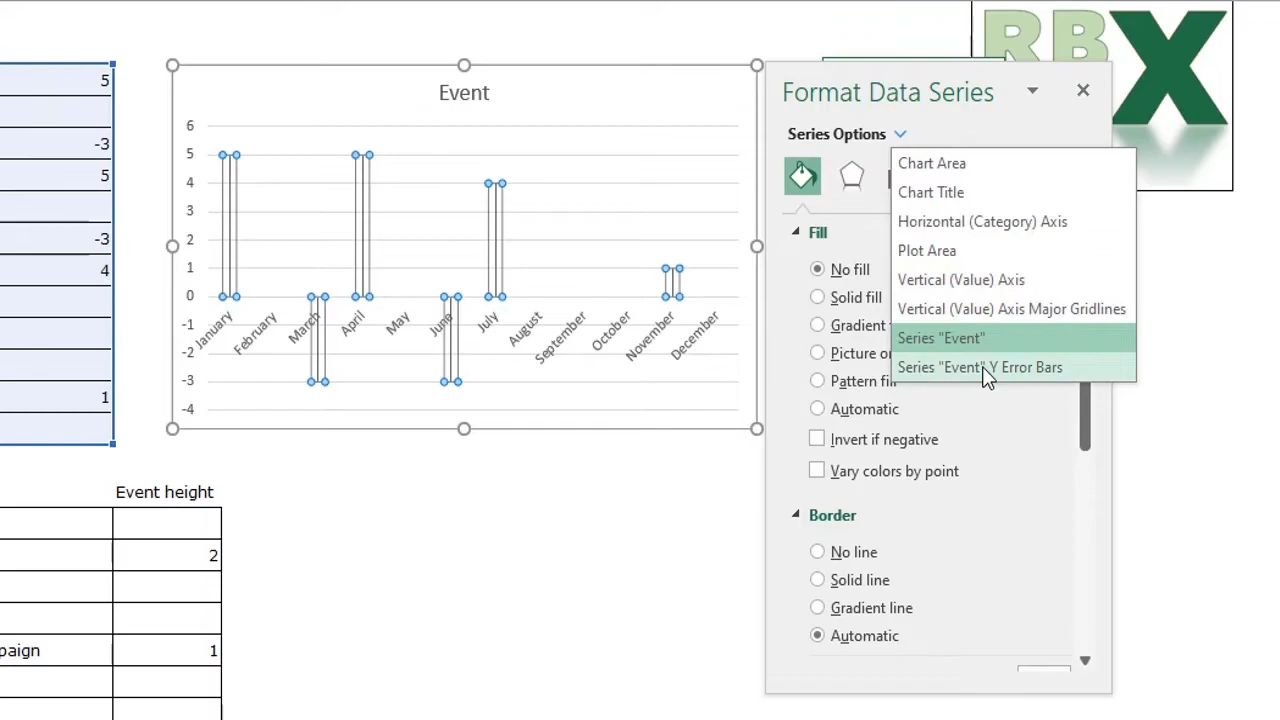 RBX
5
-3
5
-3
4
1
Event
6
5
4
3
2
1
0
-1
-2
-3
-4
January
February
March
April
May
June
July
August
September
October
November
December
Format Data Series
Series Options
Chart Area
Chart Title
Horizontal (Category) Axis
Plot Area
Vertical (Value) Axis
Vertical (Value) Axis Major Gridlines
Series "Event"
Series "Event" Y Error Bars
Fill
No fill
Solid fill
Gradient
Picture or
Pattern fil
Automatic
Invert if negative
Vary colors by point
Border
No line
Solid line
Gradient line
Automatic
Event height
2
paign 1